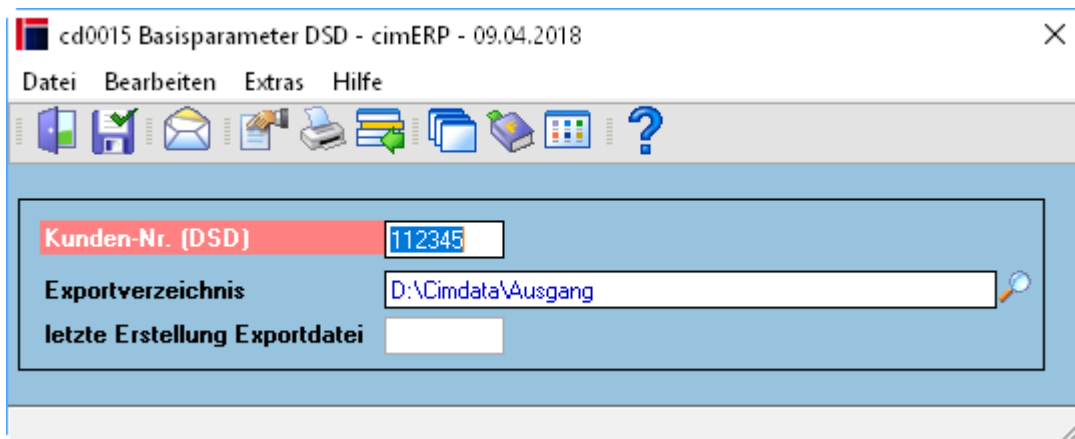 cd0015 Basisparameter DSD - cimERP - 09.04.2018
Datei Bearbeiten Extras Hilfe
Kunden-Nr. (DSD) 112345
Exportverzeichnis D:\Cimdata\Ausgang
letzte Erstellung Exportdatei